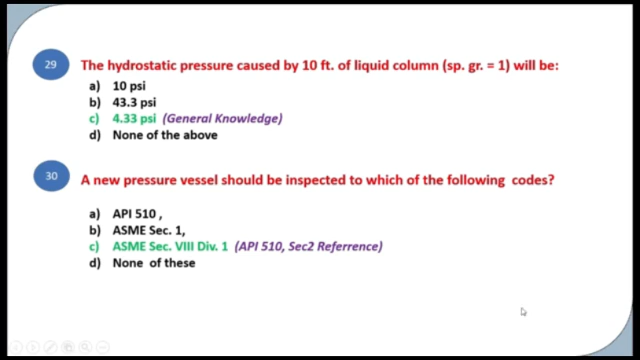 29 The hydrostatic pressure caused by 10 ft. of liquid column (sp. gr. = 1) will be:
a) 10 psi
b) 43.3 psi
c) 4.33 psi (General Knowledge)
d) None of the above
30 A new pressure vessel should be inspected to which of the following codes?
a) API 510 ,
b) ASME Sec. 1,
c) ASME Sec. VIII Div. 1 (API 510, Sec2 Referrence)
d) None of these